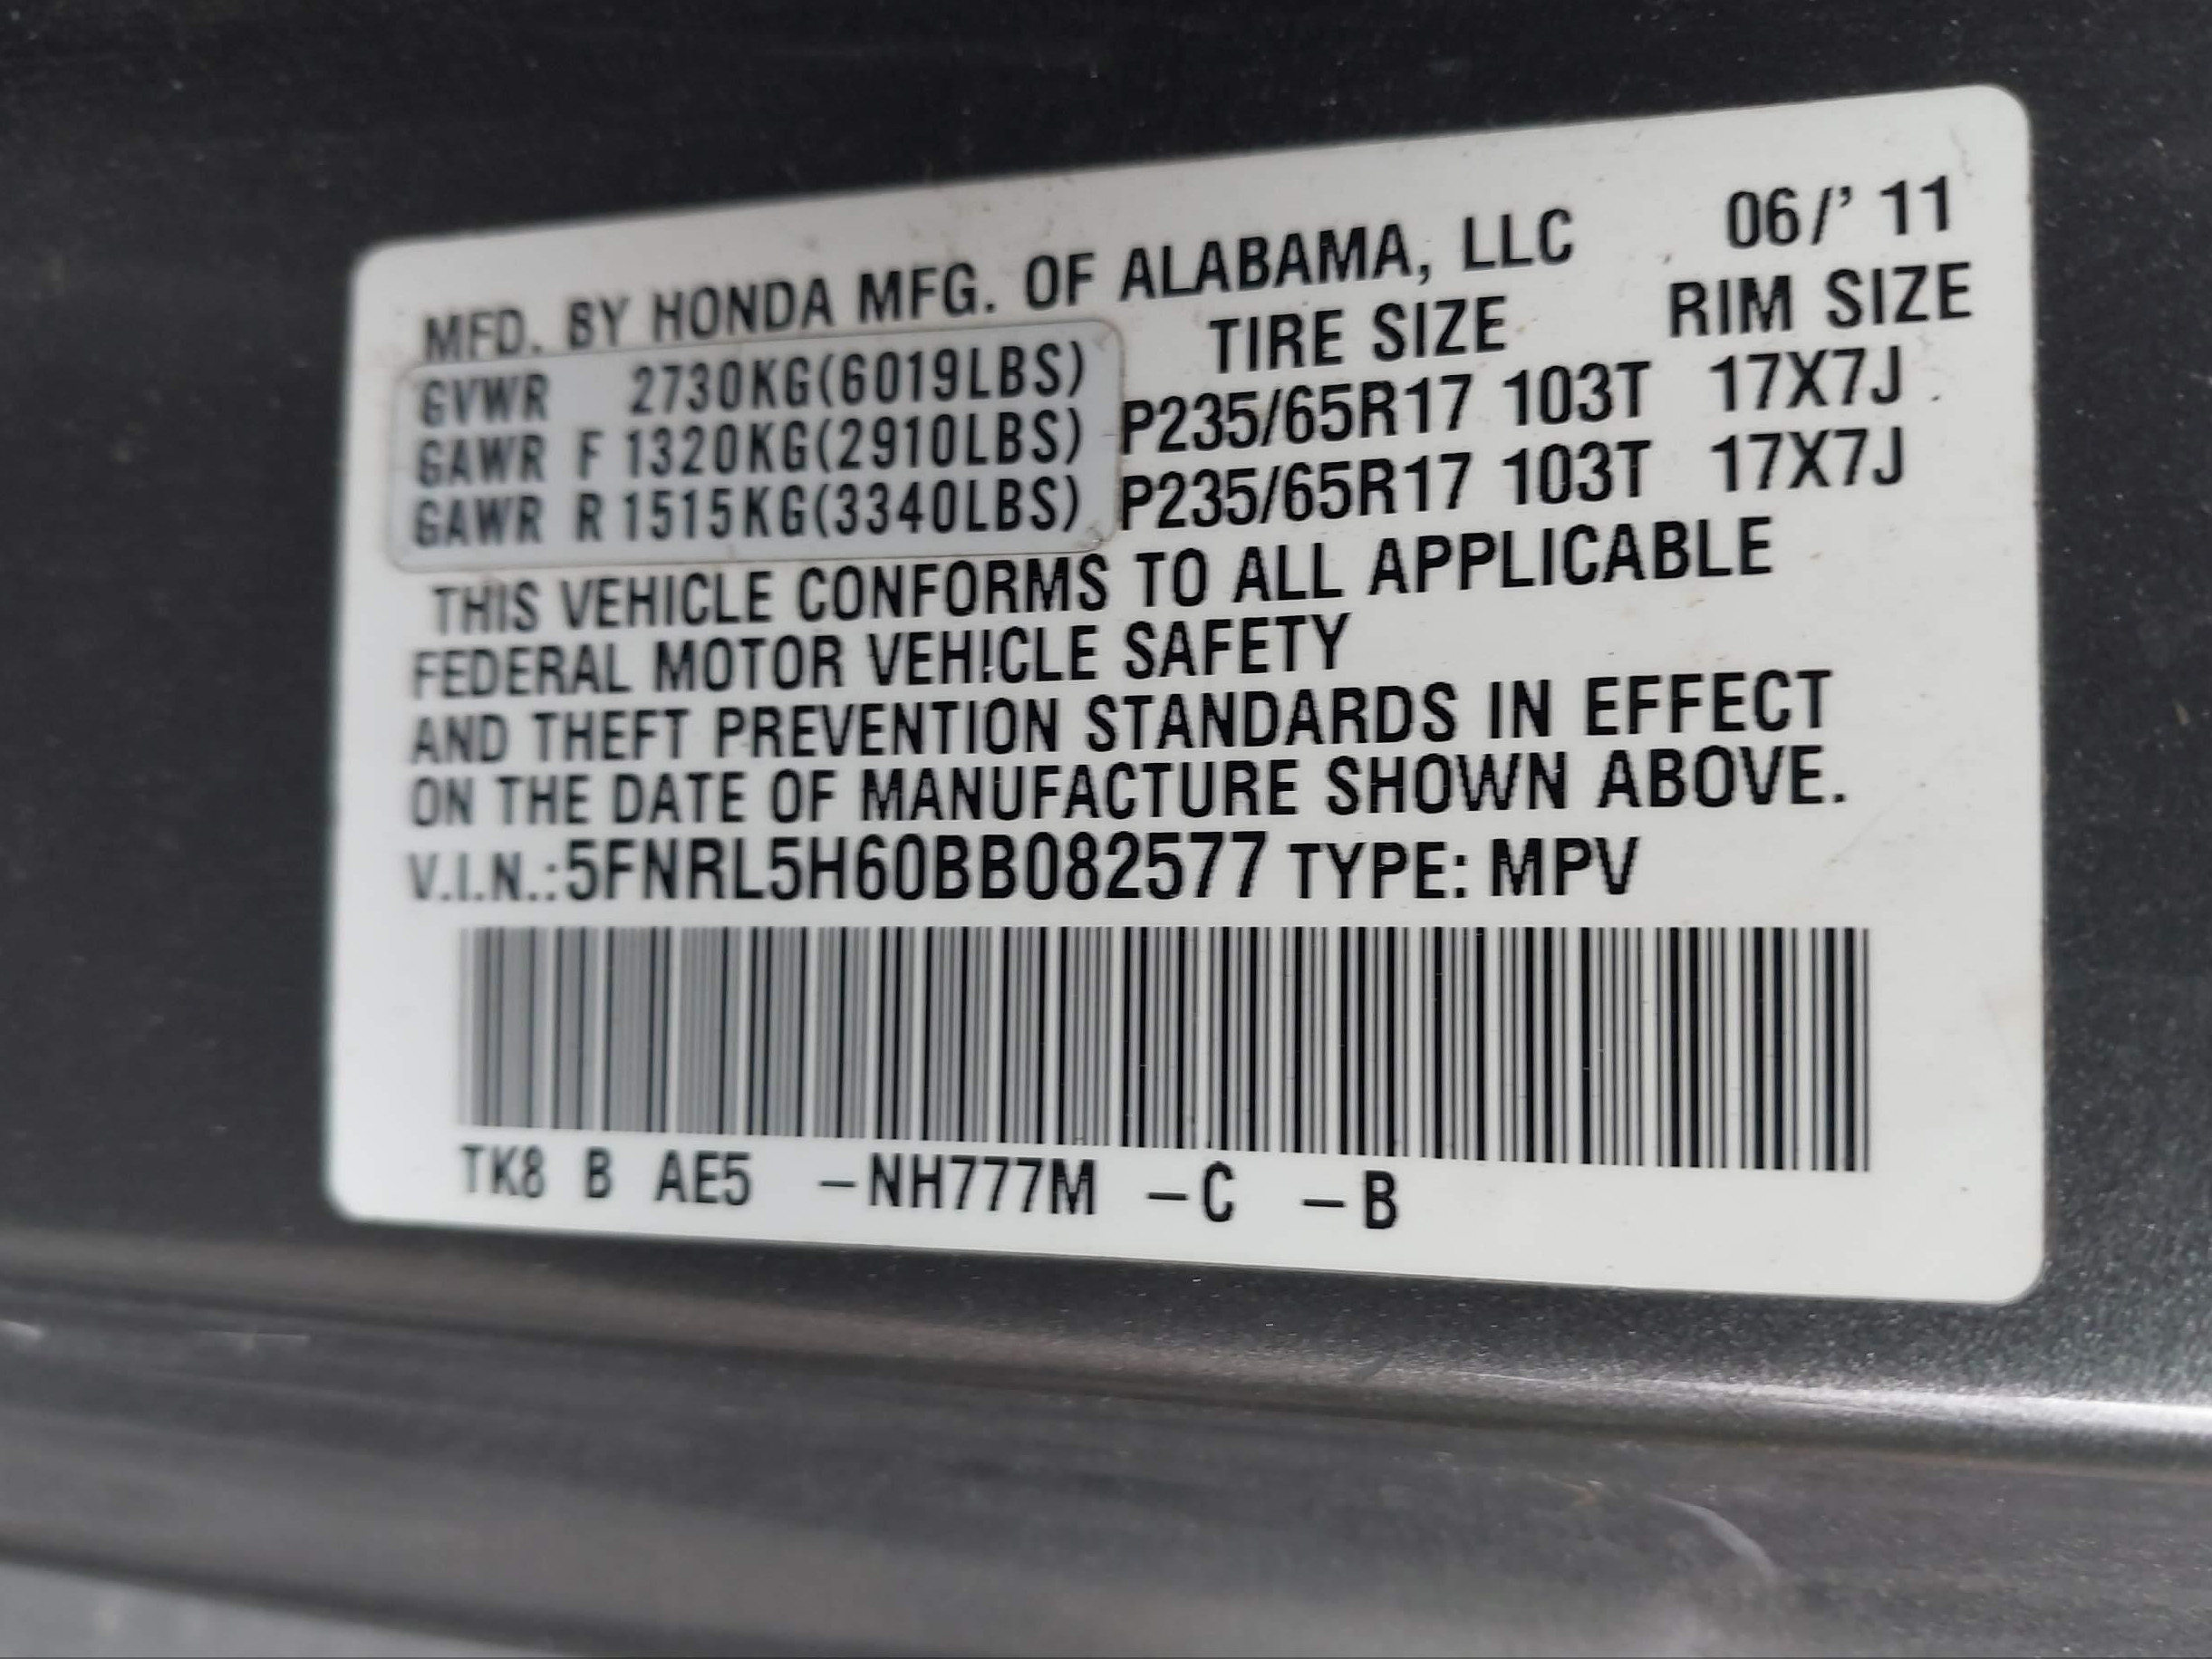 MFD. BY HONDA MFG. OF ALABAMA, LLC 06/' 11
TIRE SIZE RIM SIZE
GVWR 2730KG(6019LBS)
GAWR F 1320KG(2910LBS) P235/65R17 103T 17X7J
GAWR R 1515KG(3340LBS) P235/65R17 103T 17X7J
THIS VEHICLE CONFORMS TO ALL APPLICABLE
FEDERAL MOTOR VEHICLE SAFETY
AND THEFT PREVENTION STANDARDS IN EFFECT
ON THE DATE OF MANUFACTURE SHOWN ABOVE.
V.I.N.:5FNRL5H60BB082577 TYPE: MPV
TK8 B AE5 –NH777M –C –B